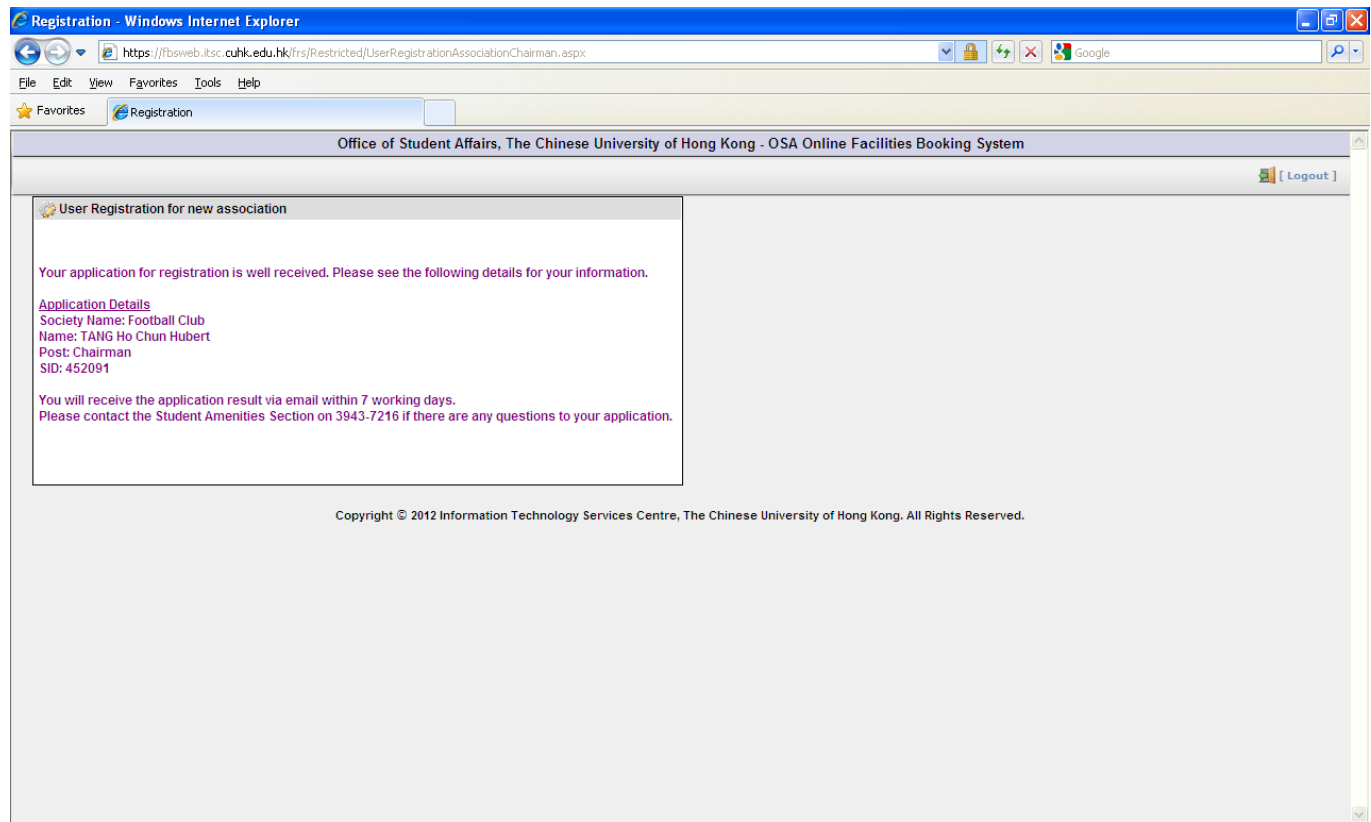 Registration - Windows Internet Explorer
https://fbsweb.itsc.cuhk.edu.hk/frs/Restricted/UserRegistrationAssociationChairman.aspx
Google
File Edit View Favorites Tools Help
Favorites
Registration
Office of Student Affairs, The Chinese University of Hong Kong - OSA Online Facilities Booking System
[ Logout ]
User Registration for new association
Your application for registration is well received. Please see the following details for your information.
Application Details
Society Name: Football Club
Name: TANG Ho Chun Hubert
Post: Chairman
SID: 452091
You will receive the application result via email within 7 working days.
Please contact the Student Amenities Section on 3943-7216 if there are any questions to your application.
Copyright © 2012 Information Technology Services Centre, The Chinese University of Hong Kong. All Rights Reserved.